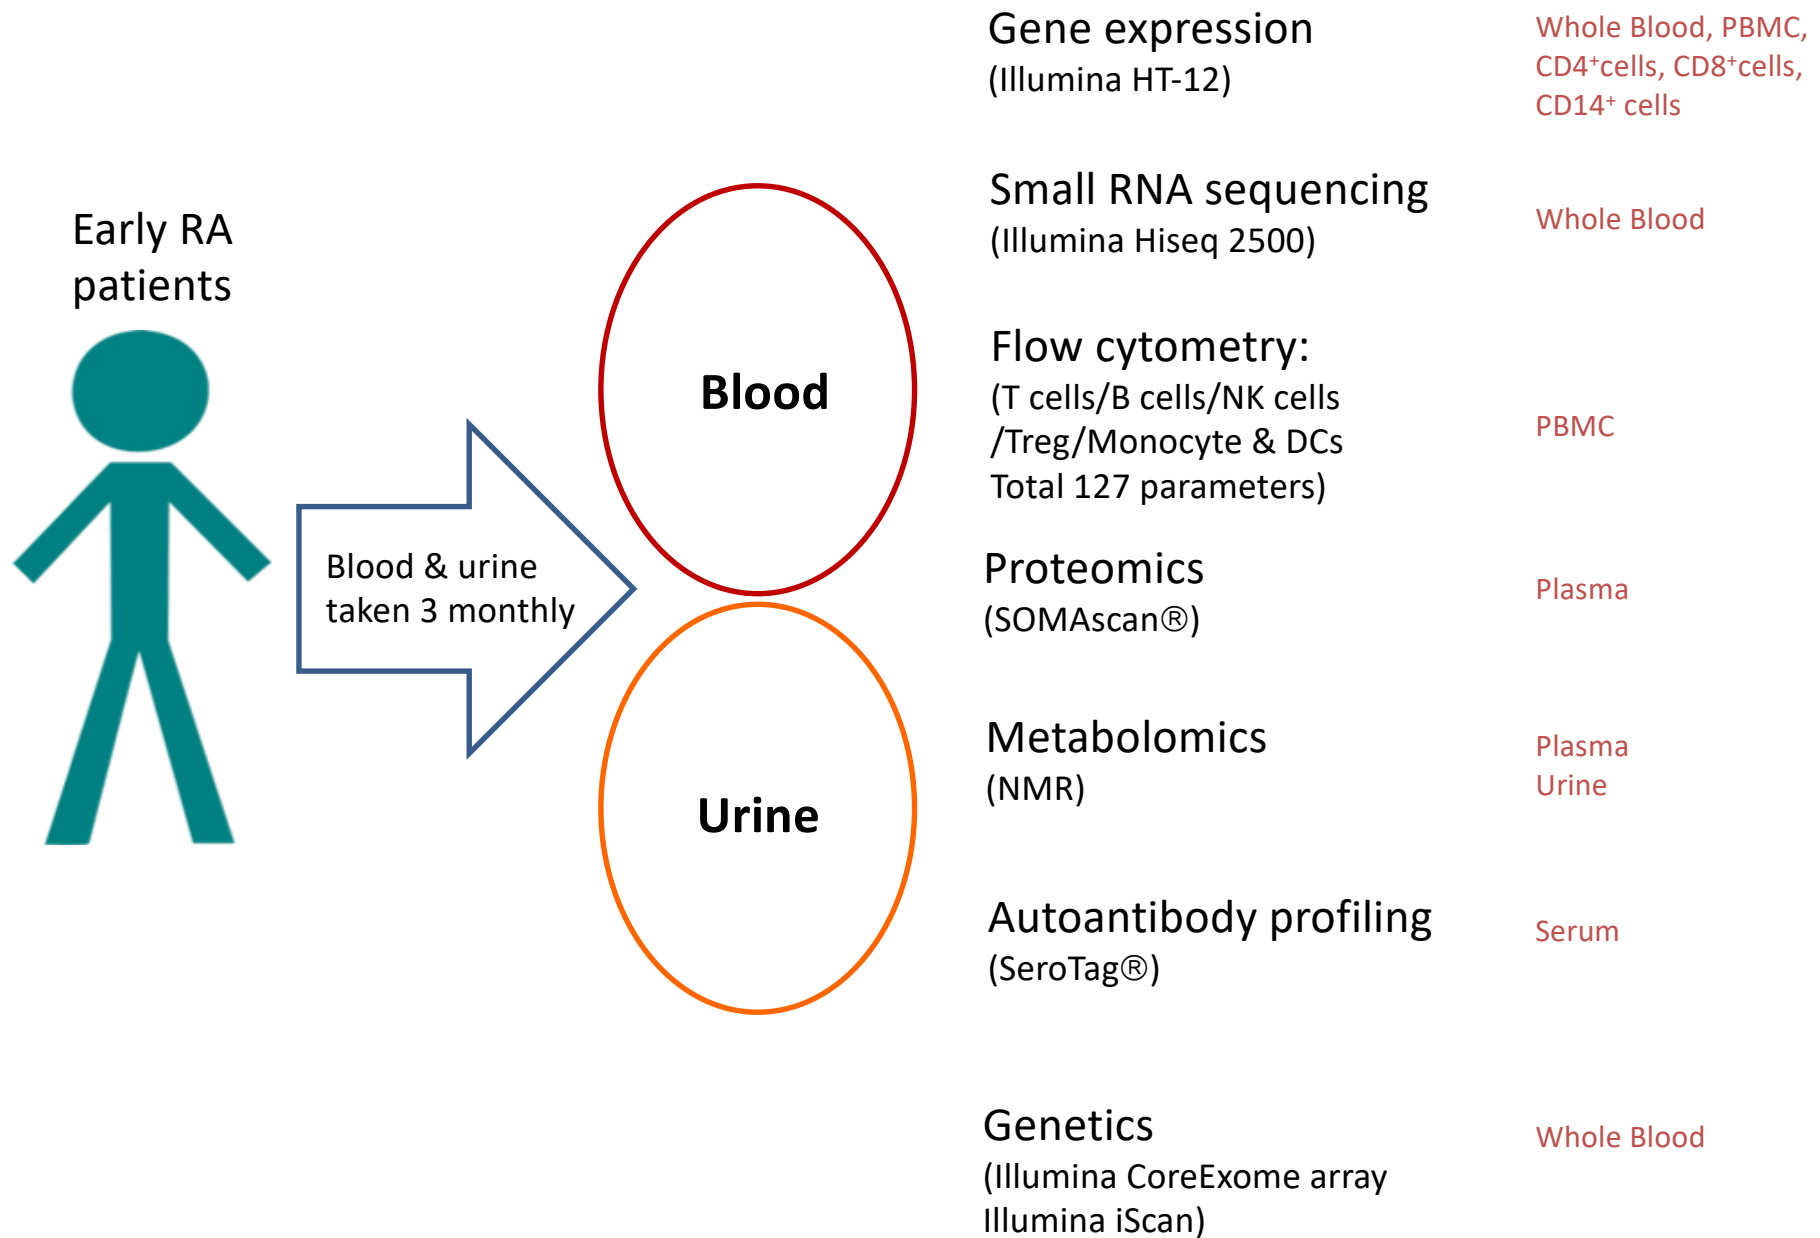 Early RA
patients
Blood & urine
taken 3 monthly
Blood
Urine
Gene expression
(Illumina HT-12)
Whole Blood, PBMC,
CD4⁺cells, CD8⁺cells,
CD14⁺ cells
Small RNA sequencing
(Illumina Hiseq 2500)
Whole Blood
Flow cytometry:
(T cells/B cells/NK cells
/Treg/Monocyte & DCs
Total 127 parameters)
PBMC
Proteomics
(SOMAscan®)
Plasma
Metabolomics
(NMR)
Plasma
Urine
Autoantibody profiling
(SeroTag®)
Serum
Genetics
(Illumina CoreExome array
Illumina iScan)
Whole Blood